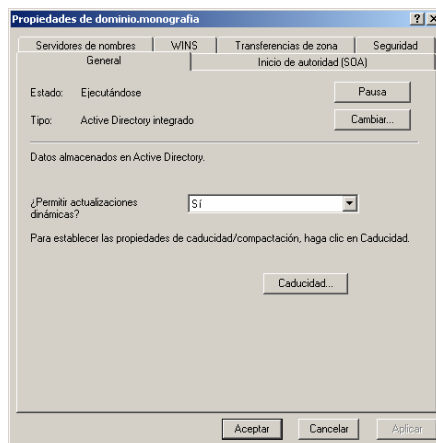 Propiedades de dominio.monografia
Servidores de nombres WINS Transferencias de zona Seguridad
General Inicio de autoridad (SOA)
Estado: Ejecutándose Pausa
Tipo: Active Directory integrado Cambiar...
Datos almacenados en Active Directory.
¿Permitir actualizaciones dinámicas? Sí
Para establecer las propiedades de caducidad/compactación, haga clic en Caducidad.
Caducidad...
Aceptar Cancelar Aplicar